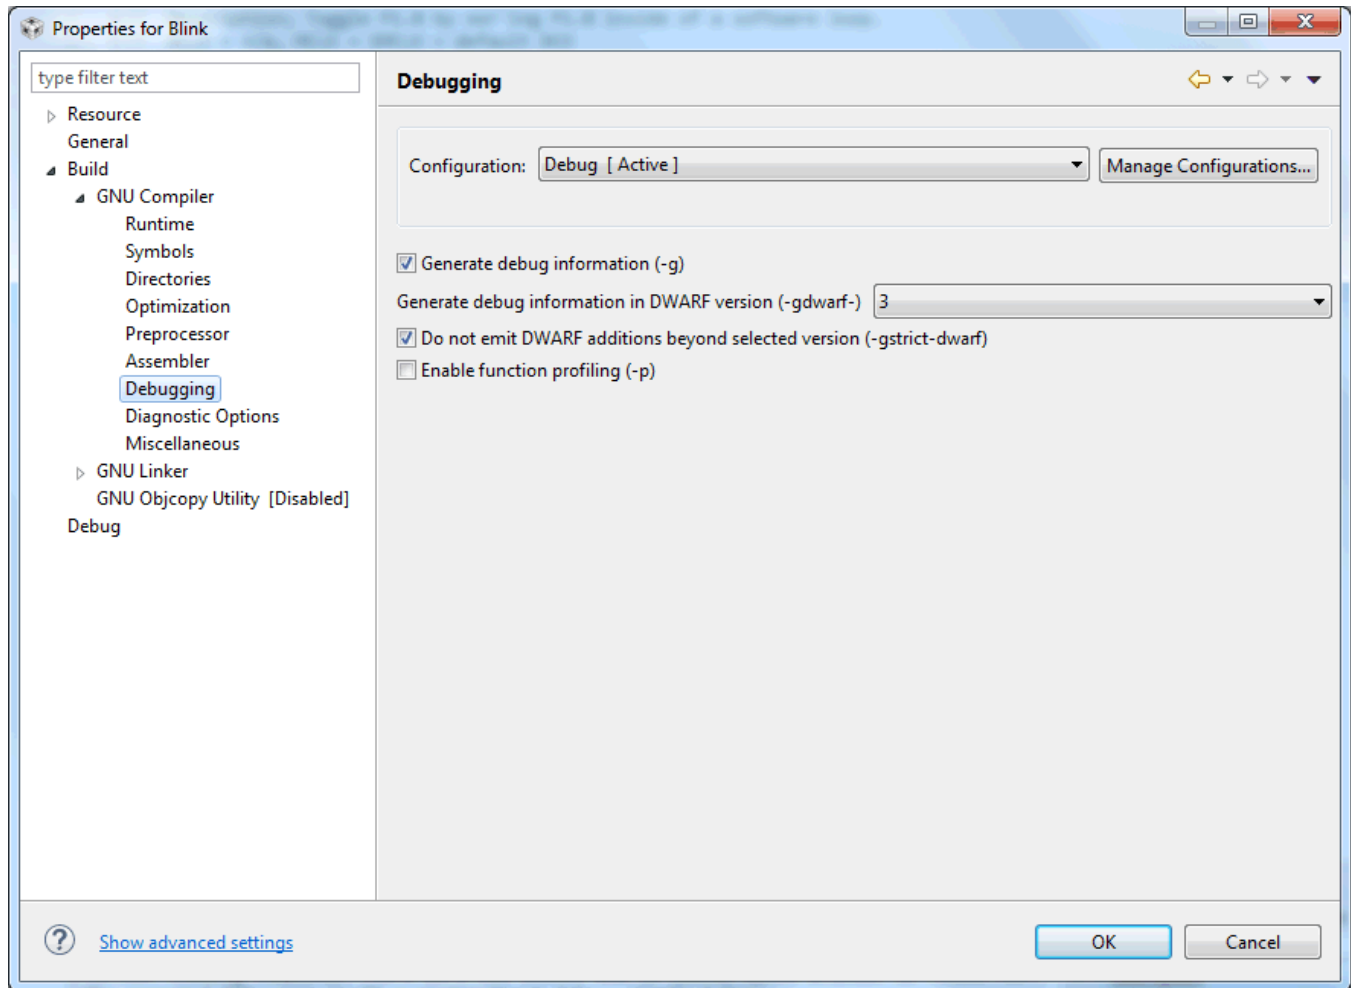 Properties for Blink
type filter text
Resource
General
Build
GNU Compiler
Runtime
Symbols
Directories
Optimization
Preprocessor
Assembler
Debugging
Diagnostic Options
Miscellaneous
GNU Linker
GNU Objcopy Utility [Disabled]
Debug
Debugging
Configuration: Debug [ Active ] Manage Configurations...
Generate debug information (-g)
Generate debug information in DWARF version (-gdwarf-) 3
Do not emit DWARF additions beyond selected version (-gstrict-dwarf)
Enable function profiling (-p)
Show advanced settings
OK Cancel